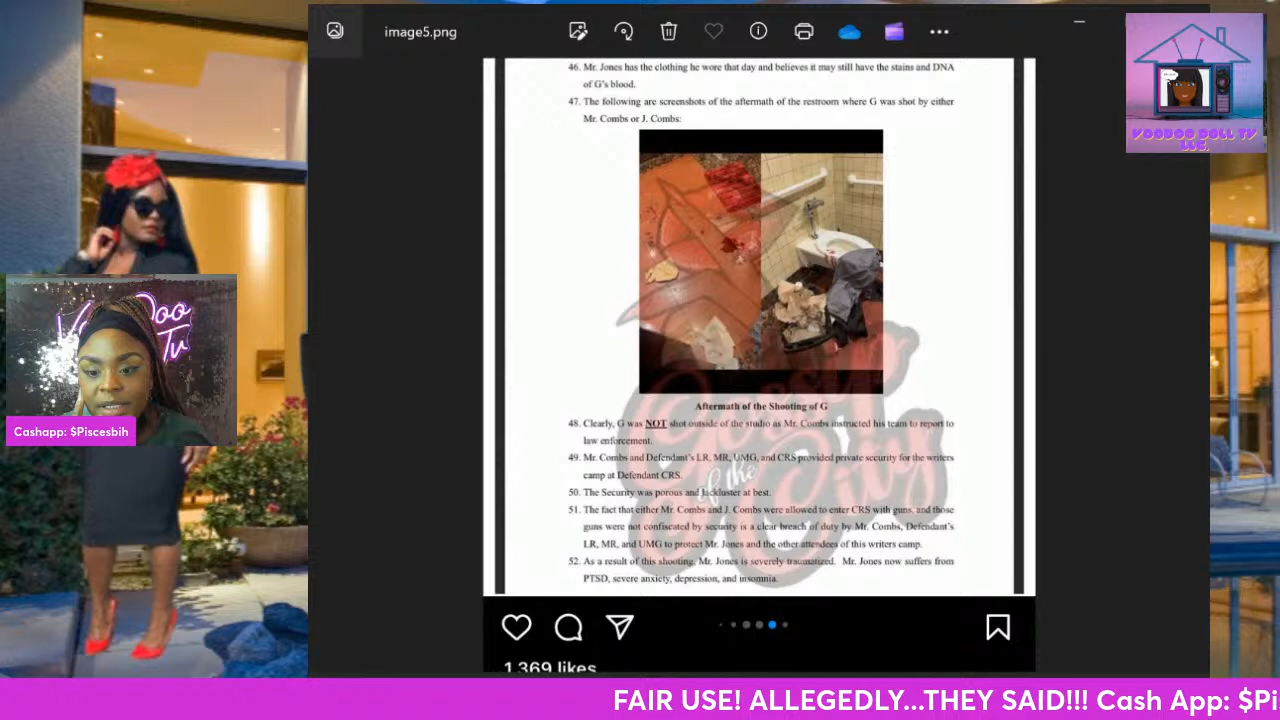 image5.png
46. Mr. Jones has the clothing he wore that day and believes it may still have the stains and DNA
of G's blood.
47. The following are screenshots of the aftermath of the restroom where G was shot by either
Mr. Combs or J. Combs:
Aftermath of the Shooting of G
48. Clearly, G was NOT shot outside of the studio as Mr. Combs instructed his team to report to
law enforcement.
49. Mr. Combs and Defendant's LR, MR, UMG, and CRS provided private security for the writers
camp at Defendant CRS.
50. The Security was porous and lackluster at best.
51. The fact that either Mr. Combs and J. Combs were allowed to enter CRS with guns, and those
guns were not confiscated by security is a clear breach of duty by Mr. Combs, Defendant's
LR, MR, and UMG to protect Mr. Jones and the other attendees of this writers camp.
52. As a result of this shooting, Mr. Jones is severely traumatized. Mr. Jones now suffers from
PTSD, severe anxiety, depression, and insomnia.
of the
1,369 likes
VOODOO DOLL TV
LLC.
Doo
Tv
Cashapp: $Piscesbih
FAIR USE! ALLEGEDLY...THEY SAID!!! Cash App: $Pi